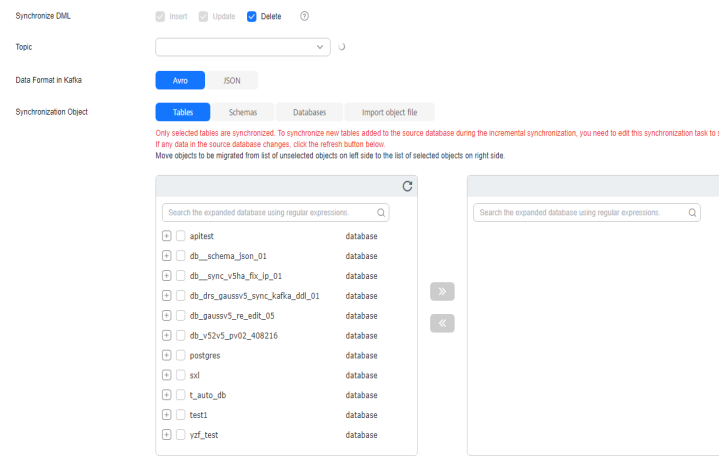 Synchronize DML Insert Update Delete ?
Topic
Data Format in Kafka Avro JSON
Synchronization Object Tables Schemas Databases Import object file
Only selected tables are synchronized. To synchronize new tables added to the source database during the incremental synchronization, you need to edit this synchronization task to s
If any data in the source database changes, click the refresh button below.
Move objects to be migrated from list of unselected objects on left side to the list of selected objects on right side.
Search the expanded database using regular expressions. Search the expanded database using regular expressions.
apitest database
db__schema_json_01 database
db__sync_v5ha_fix_ip_01 database
db_drs_gaussv5_sync_kafka_ddl_01 database
db_gaussv5_re_edit_05 database
db_v52v5_pv02_408216 database
postgres database
sxl database
t_auto_db database
test1 database
yzf_test database